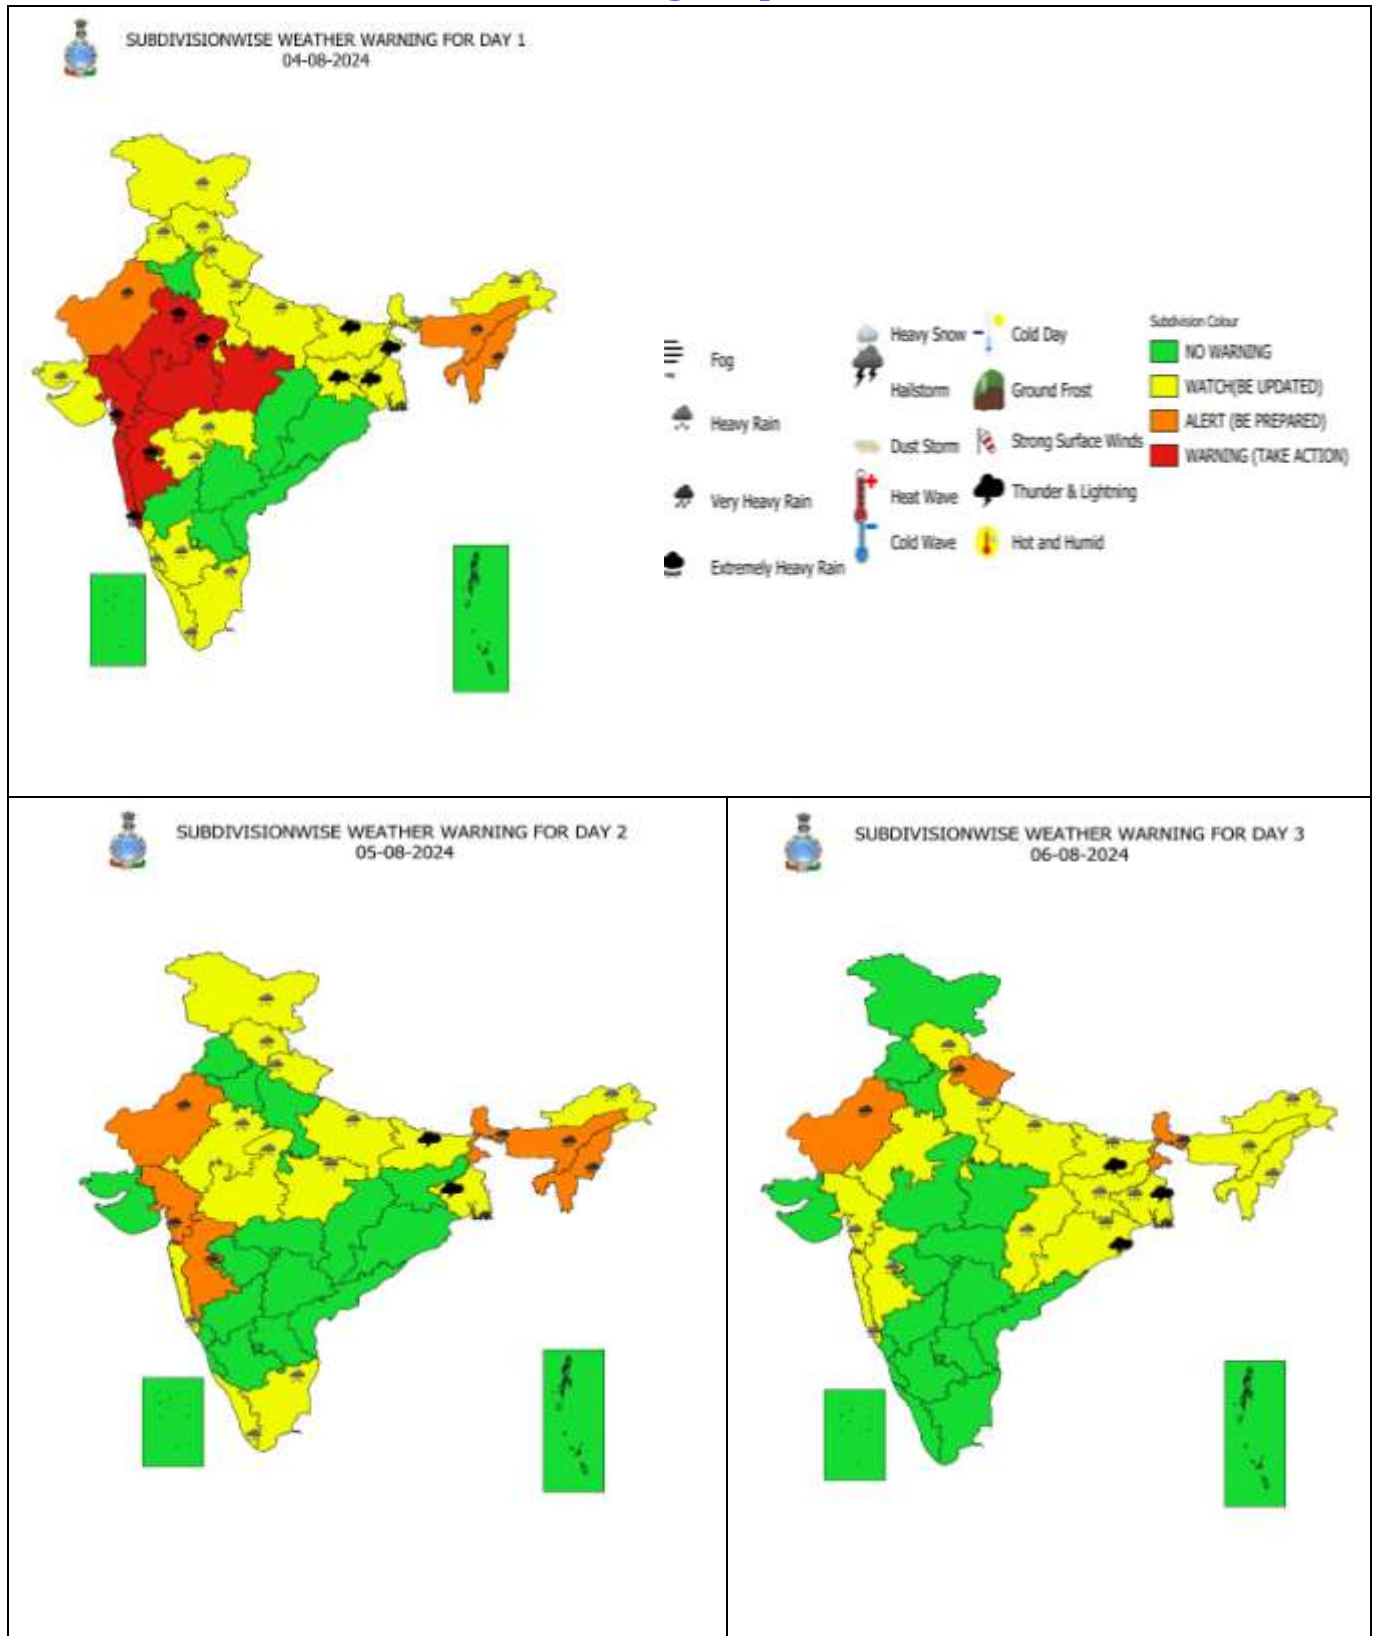 SUBDIVISIONWISE WEATHER WARNING FOR DAY 1
04-08-2024
Fog
Heavy Rain
Very Heavy Rain
Extremely Heavy Rain
Heavy Snow
Hailstorm
Dust Storm
Heat Wave
Cold Wave
Cold Day
Ground Frost
Strong Surface Winds
Thunder & Lightning
Hot and Humid
Subdivision Colour
NO WARNING
WATCH(BE UPDATED)
ALERT (BE PREPARED)
WARNING (TAKE ACTION)
SUBDIVISIONWISE WEATHER WARNING FOR DAY 2
05-08-2024
SUBDIVISIONWISE WEATHER WARNING FOR DAY 3
06-08-2024